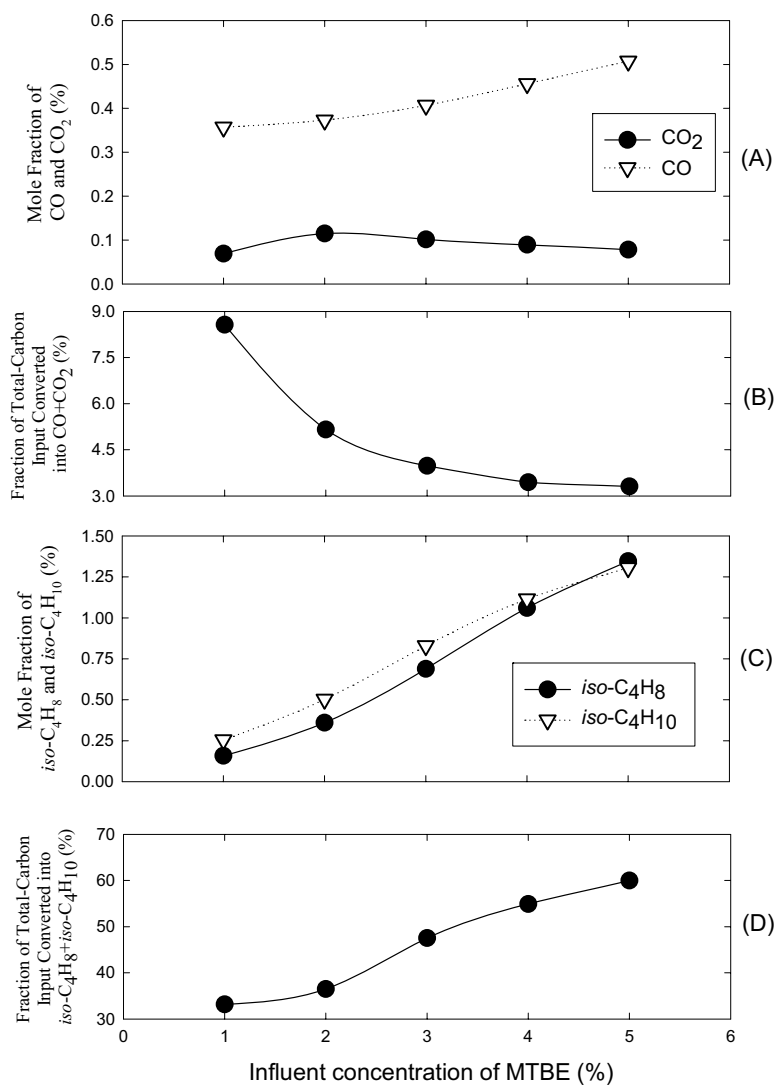 0.6
0.5
0.4
0.3
0.2
0.1
0.0
Mole Fraction of
CO and CO2 (%)
CO2
CO
(A)
9.0
7.5
6.0
4.5
3.0
Fraction of Total-Carbon
Input Converted
into CO+CO2 (%)
(B)
1.50
1.25
1.00
0.75
0.50
0.25
0.00
Mole Fraction of
iso-C4H8 and iso-C4H10 (%)
iso-C4H8
iso-C4H10
(C)
70
60
50
40
30
Fraction of Total-Carbon
Input Converted into
iso-C4H8+iso-C4H10 (%)
(D)
0 1 2 3 4 5 6
Influent concentration of MTBE (%)